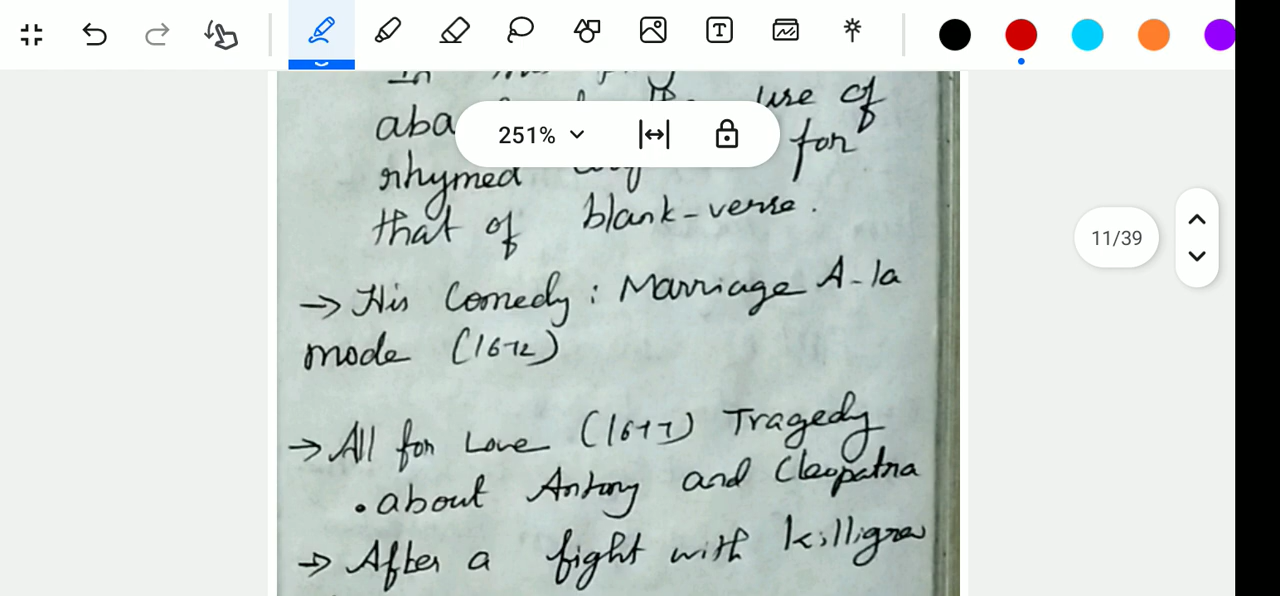 aba use of
251%
rhymed for
that of blank-verse.
11/39
→ His Comedy : Marriage A-la
mode (1672)
→ All for Love (1677) Tragedy
• about Antony and Cleopatra
→ After a fight with killigrew
T